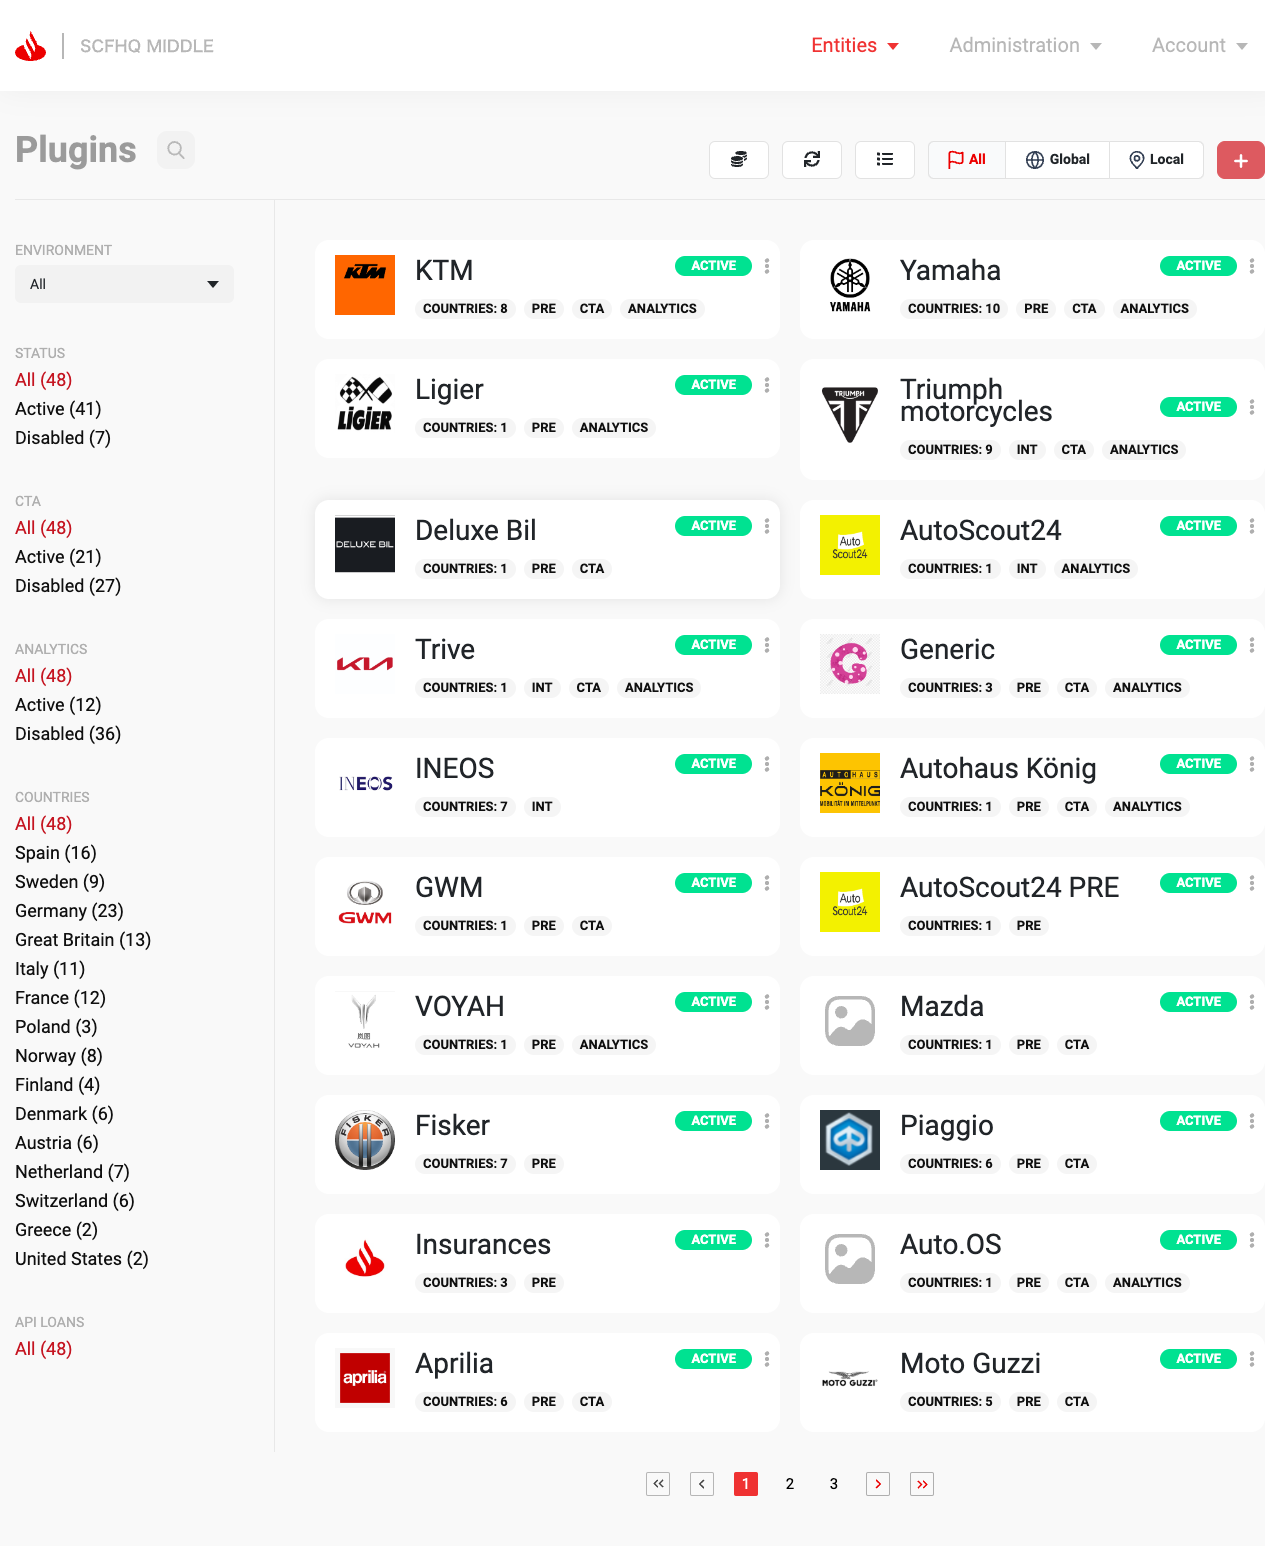 SCFHQ MIDDLE
Entities
Administration
Account
Plugins
All
Global
Local
ENVIRONMENT
All
STATUS
All (48)
Active (41)
Disabled (7)
CTA
All (48)
Active (21)
Disabled (27)
ANALYTICS
All (48)
Active (12)
Disabled (36)
COUNTRIES
All (48)
Spain (16)
Sweden (9)
Germany (23)
Great Britain (13)
Italy (11)
France (12)
Poland (3)
Norway (8)
Finland (4)
Denmark (6)
Austria (6)
Netherland (7)
Switzerland (6)
Greece (2)
United States (2)
API LOANS
All (48)
KTM
KTM
ACTIVE
COUNTRIES: 8 PRE CTA ANALYTICS
YAMAHA
Yamaha
ACTIVE
COUNTRIES: 10 PRE CTA ANALYTICS
LIGIER
Ligier
ACTIVE
COUNTRIES: 1 PRE ANALYTICS
TRIUMPH
Triumph
motorcycles
ACTIVE
COUNTRIES: 9 INT CTA ANALYTICS
DELUXE BIL
Deluxe Bil
ACTIVE
COUNTRIES: 1 PRE CTA
Auto
Scout24
AutoScout24
ACTIVE
COUNTRIES: 1 INT ANALYTICS
KIA
Trive
ACTIVE
COUNTRIES: 1 INT CTA ANALYTICS
G
Generic
ACTIVE
COUNTRIES: 3 PRE CTA ANALYTICS
INEOS
INEOS
ACTIVE
COUNTRIES: 7 INT
AUTOHAUS
KÖNIG
MOBILITÄT IM MITTELPUNKT
Autohaus König
ACTIVE
COUNTRIES: 1 PRE CTA ANALYTICS
GWM
GWM
ACTIVE
COUNTRIES: 1 PRE CTA
Auto
Scout24
AutoScout24 PRE
ACTIVE
COUNTRIES: 1 PRE
岚图
VOYAH
VOYAH
ACTIVE
COUNTRIES: 1 PRE ANALYTICS
Mazda
ACTIVE
COUNTRIES: 1 PRE CTA
FISKER
Fisker
ACTIVE
COUNTRIES: 7 PRE
Piaggio
ACTIVE
COUNTRIES: 6 PRE CTA
Insurances
ACTIVE
COUNTRIES: 3 PRE
Auto.OS
ACTIVE
COUNTRIES: 1 PRE CTA ANALYTICS
aprilia
Aprilia
ACTIVE
COUNTRIES: 6 PRE CTA
MOTO GUZZI
Moto Guzzi
ACTIVE
COUNTRIES: 5 PRE CTA
1 2 3